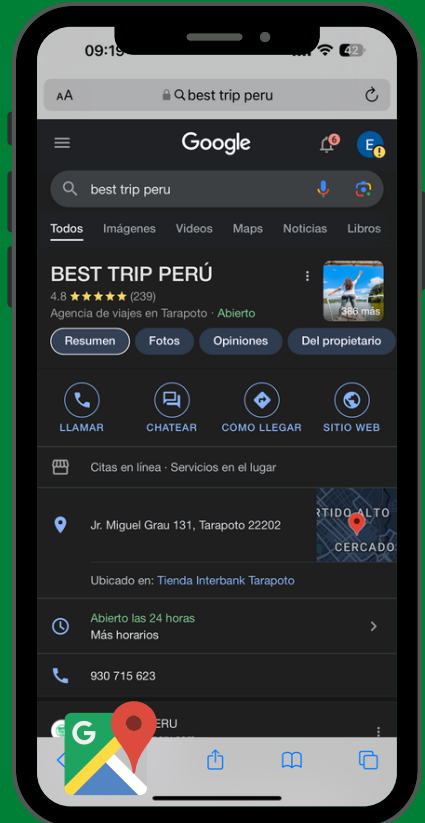 09:19
42
AA
best trip peru
Google
6
E
best trip peru
Todos Imágenes Videos Maps Noticias Libros
BEST TRIP PERÚ
4.8 ★★★★★ (239)
386 más
Agencia de viajes en Tarapoto · Abierto
Resumen Fotos Opiniones Del propietario
LLAMAR CHATEAR CÓMO LLEGAR SITIO WEB
Citas en línea · Servicios en el lugar
Jr. Miguel Grau 131, Tarapoto 22202
RTIDO ALTO
CERCADO
Ubicado en: Tienda Interbank Tarapoto
Abierto las 24 horas
Más horarios
930 715 623
G